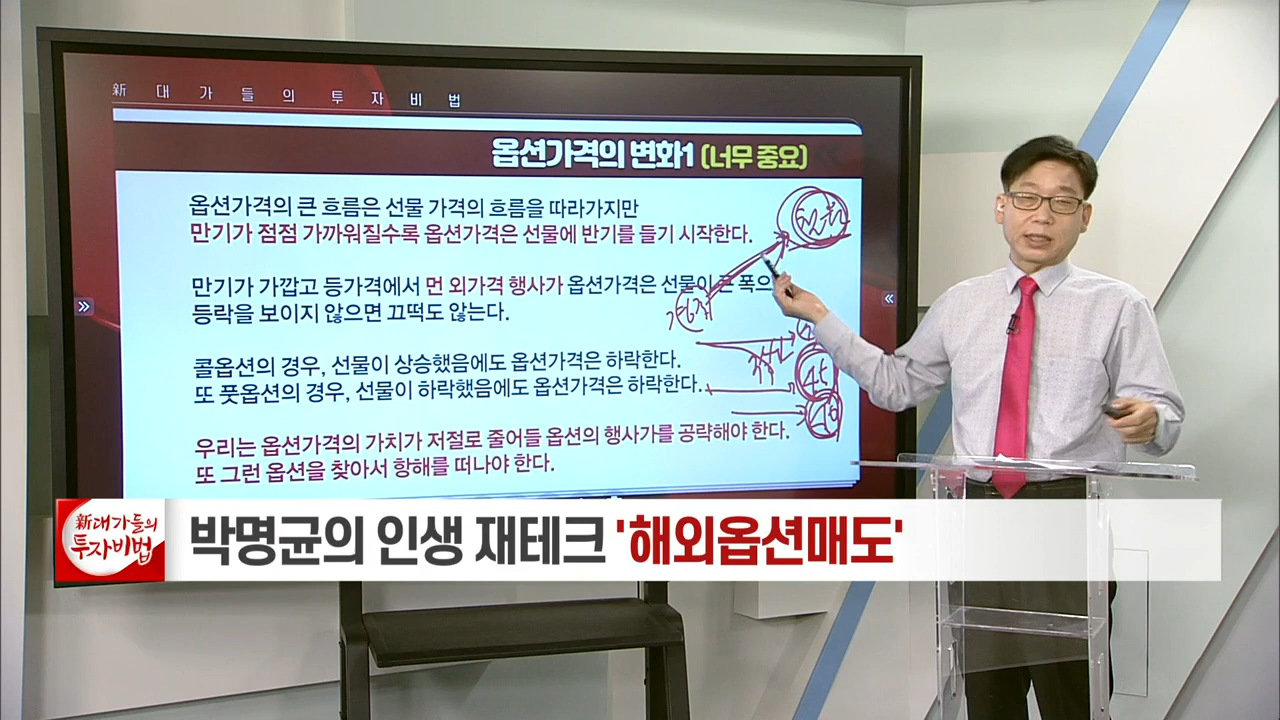 新 대 가 들 의 투 자 비 법
옵션가격의 변화1 (너무 중요)
옵션가격의 큰 흐름은 선물 가격의 흐름을 따라가지만
만기가 점점 가까워질수록 옵션가격은 선물에 반기를 들기 시작한다.
만기가 가깝고 등가격에서 먼 외가격 행사가 옵션가격은 선물이 큰 폭으
등락을 보이지 않으면 끄떡도 않는다.
콜옵션의 경우, 선물이 상승했음에도 옵션가격은 하락한다.
또 풋옵션의 경우, 선물이 하락했음에도 옵션가격은 하락한다.
45
우리는 옵션가격의 가치가 저절로 줄어들 옵션의 행사가를 공략해야 한다.
또 그런 옵션을 찾아서 항해를 떠나야 한다.
新대가들의
투자비법
박명균의 인생 재테크 '해외옵션매도'